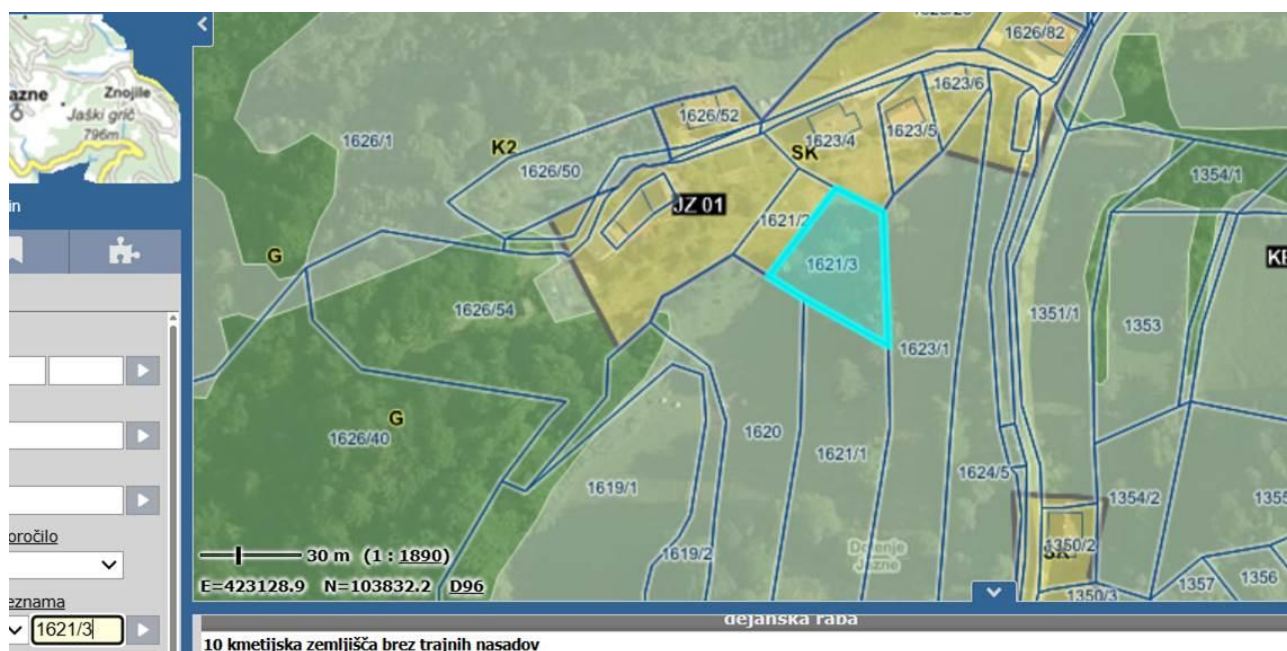 azne
Znojile
Jaški grič
796m
in
oročilo
eznama
1621/3
1626/82
1623/6
1626/52
1626/1
K2
1623/4
1623/5
SK
1626/50
1354/1
JZ 01
1621/2
G
1621/3
KE
1626/54
1351/1
1353
1623/1
G
1626/40
1620
1621/1
1624/5
1619/1
1354/2
1619/2
Dolenje
Jazne
1350/2
SK
1357
1356
1350/3
30 m (1 : 1890)
E=423128.9 N=103832.2 D96
dejanska raba
10 kmetijska zemljišča brez trajnih nasadov